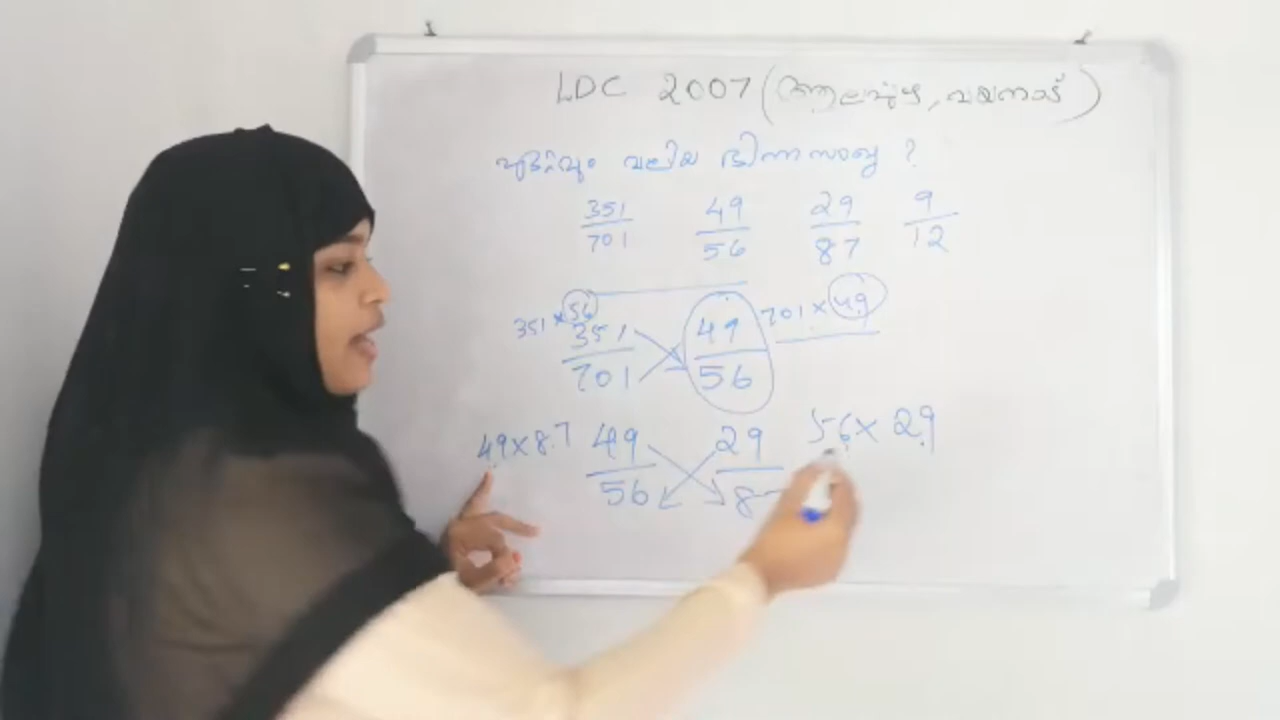 LDC 2007 (ആലപ്പുഴ, വയനാട്)
ഏറ്റവും വലിയ ഭിന്നസംഖ്യ ?
351/701 49/56 29/87 9/12
351 × 56 351/701 49/56 701 × 49
49 × 87 49/56 29/87 56 × 29